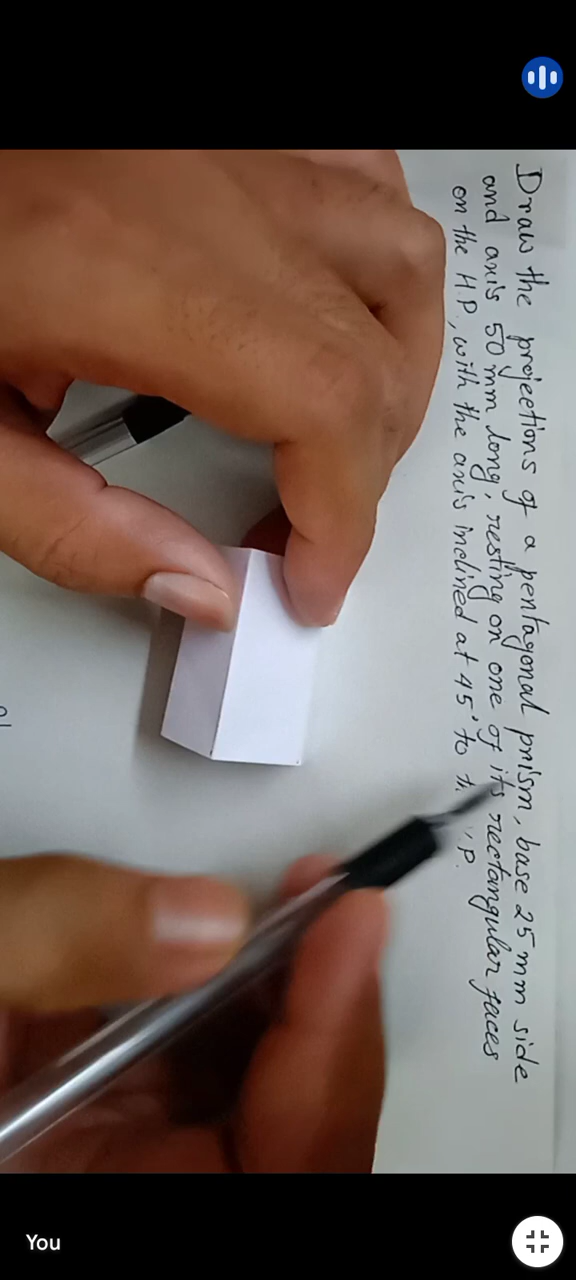 Draw the projections of a pentagonal prism, base 25 mm side
and axis 50 mm long, resting on one of its rectangular faces
on the H.P., with the axis inclined at 45° to .P.
You